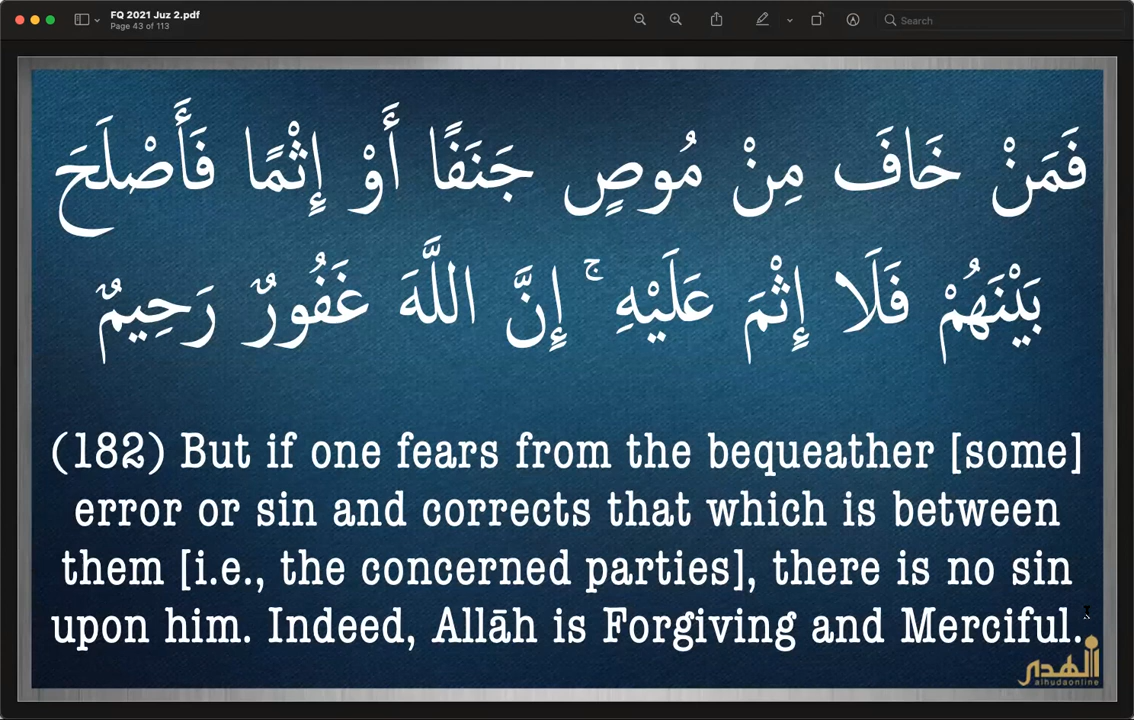 FQ 2021 Juz 2.pdf
Page 43 of 113
Search
فَمَنْ خَافَ مِنْ مُوصٍ جَنَفًا أَوْ إِثْمًا فَأَصْلَحَ
بَيْنَهُمْ فَلَا إِثْمَ عَلَيْهِ ۚ إِنَّ اللَّهَ غَفُورٌ رَحِيمٌ
(182) But if one fears from the bequeather [some]
error or sin and corrects that which is between
them [i.e., the concerned parties], there is no sin
upon him. Indeed, Allāh is Forgiving and Merciful.
الهدى
alhudaonline